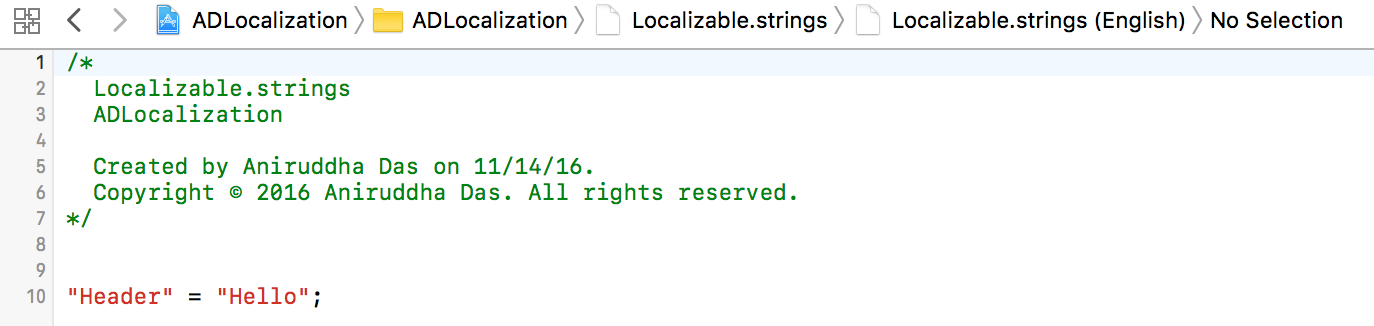 ADLocalization ADLocalization Localizable.strings Localizable.strings (English) No Selection
1 /*
2 Localizable.strings
3 ADLocalization
4
5 Created by Aniruddha Das on 11/14/16.
6 Copyright © 2016 Aniruddha Das. All rights reserved.
7 */
8
9
10 "Header" = "Hello";